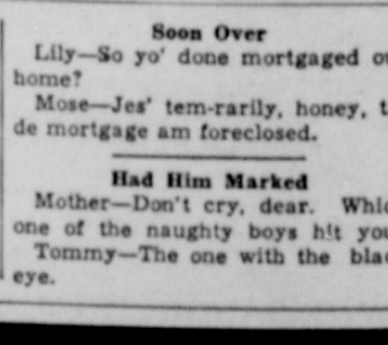 Soon Over
Lily—So yo' done mortgaged
home?
Mose—Jes' tem-rarily, honey,
de mortgage am foreclosed.
Had Him Marked
Mother—Don't cry, dear.
one of the naughty boys hit
Tommy—The one with the
eye.